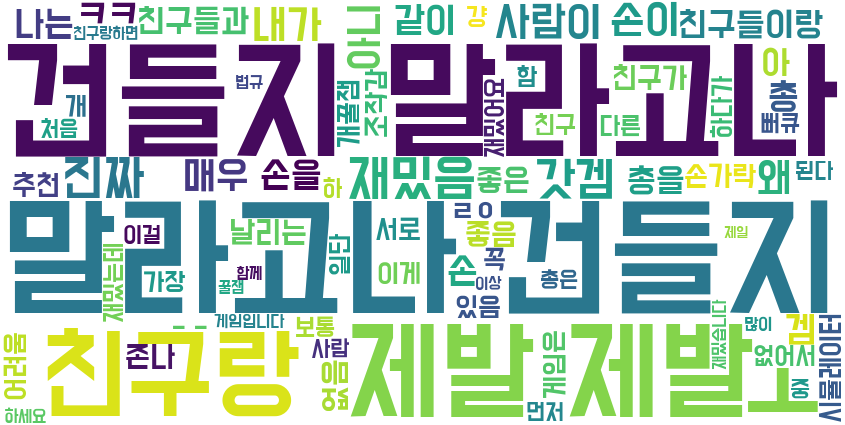 나는 ㅋㅋ 친구들과 내가 아니 같이 걍 사람이 손이 친구들이랑
친구랑하면
건들지 말라고나
법규 개꿀잼 조작감 재밌어요 함 친구가 아 총
개 처음 친구 다른 하다가 뻐큐
추천 진짜 매우 손을 하 재밌음 좋은 갓겜 총을 손가락 왜 된다
말라고나 건들지
이걸 날리는 일단 서로 ㄹㅇ 좋음 제일
재밌는데 가장 꿀잼 함께 이게 손 꼭 이상 총은
있음
게임입니다 보통 재밌습니다 많이 겜
친구랑 제발 제발
어려움 존나 사람 없음 게임은 없어서 시뮬레이터
하세요 먼저 노 중